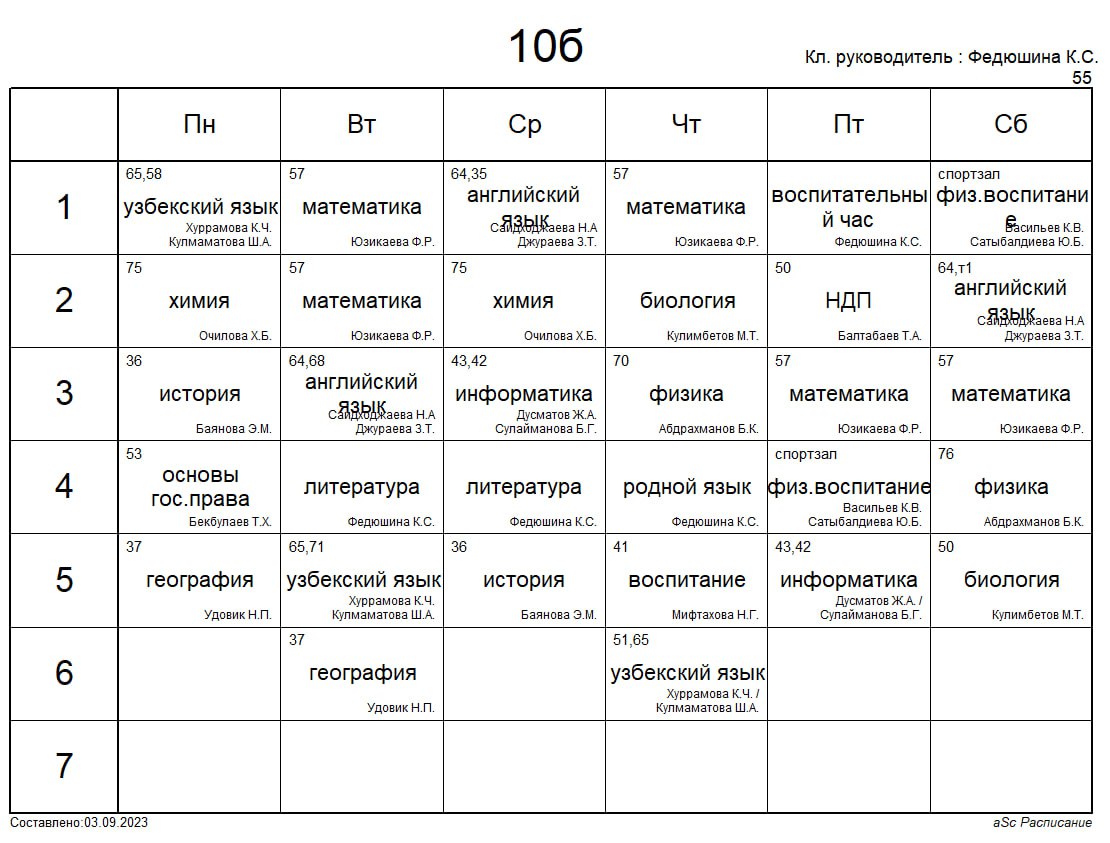 10б
Кл. руководитель : Федюшина К.С.
55
Пн Вт Ср Чт Пт Сб
1
65,58
узбекский язык
Хуррамова К.Ч.
Кулмаматова Ш.А.
57
математика
Юзикаева Ф.Р.
64,35
английский
язык
Саидходжаева Н.А
Джураева З.Т.
57
математика
Юзикаева Ф.Р.
воспитательны
й час
Федюшина К.С.
спортзал
физ.воспитани
е
Васильев К.В.
Сатыбалдиева Ю.Б.
2
75
химия
Очилова Х.Б.
57
математика
Юзикаева Ф.Р.
75
химия
Очилова Х.Б.
биология
Кулимбетов М.Т.
50
НДП
Балтабаев Т.А.
64,т1
английский
язык
Саидходжаева Н.А
Джураева З.Т.
3
36
история
Баянова Э.М.
64,68
английский
язык
Саидходжаева Н.А
Джураева З.Т.
43,42
информатика
Дусматов Ж.А.
Сулайманова Б.Г.
70
физика
Абдрахманов Б.К.
57
математика
Юзикаева Ф.Р.
57
математика
Юзикаева Ф.Р.
4
53
основы
гос.права
Бекбулаев Т.Х.
литература
Федюшина К.С.
литература
Федюшина К.С.
родной язык
Федюшина К.С.
спортзал
физ.воспитание
Васильев К.В.
Сатыбалдиева Ю.Б.
76
физика
Абдрахманов Б.К.
5
37
география
Удовик Н.П.
65,71
узбекский язык
Хуррамова К.Ч.
Кулмаматова Ш.А.
36
история
Баянова Э.М.
41
воспитание
Мифтахова Н.Г.
43,42
информатика
Дусматов Ж.А. /
Сулайманова Б.Г.
50
биология
Кулимбетов М.Т.
6
37
география
Удовик Н.П.
51,65
узбекский язык
Хуррамова К.Ч. /
Кулмаматова Ш.А.
7
Составлено:03.09.2023
aSc Расписание